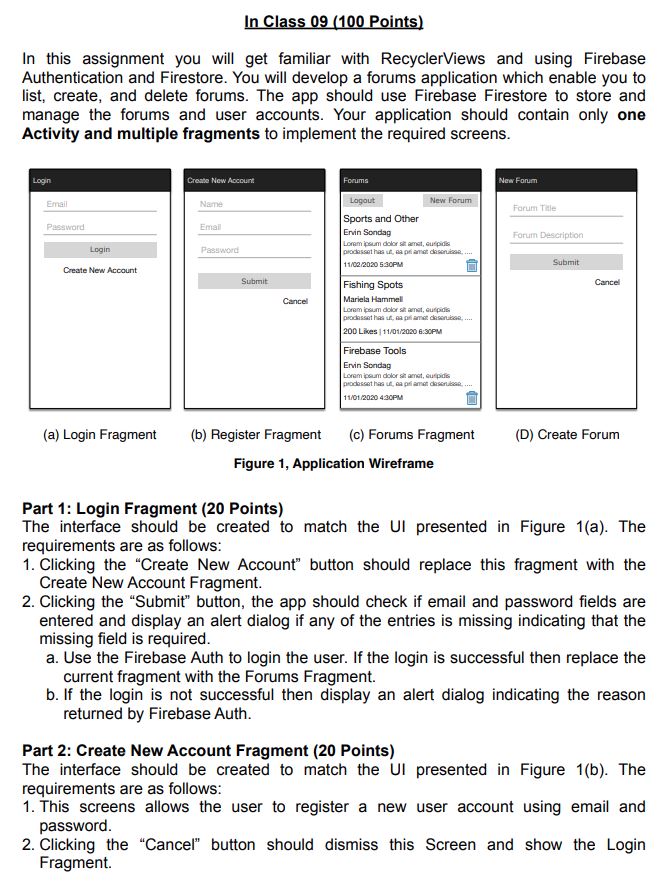 In Class 09 (100 Points)
In this assignment you will get familiar with RecyclerViews and using Firebase
Authentication and Firestore. You will develop a forums application which enable you to
list, create, and delete forums. The app should use Firebase Firestore to store and
manage the forums and user accounts. Your application should contain only one
Activity and multiple fragments to implement the required screens.
Login
Email
Password
Login
Create New Account
Create New Account
Name
Email
Password
Submit
Cancel
Forums
Logout New Forum
Sports and Other
Ervin Sondag
Lorem ipsum dolor sit amet, euripidis
prodesset has ut, ea pri amet deseruisse, ....
11/02/2020 5:30PM
Fishing Spots
Mariela Hammell
Lorem ipsum dolor sit amet, euripidis
prodesset has ut, ea pri amet deseruisse, ....
200 Likes | 11/01/2020 6:30PM
Firebase Tools
Ervin Sondag
Lorem ipsum dolor sit amet, euripidis
prodesset has ut, ea pri amet deseruisse, ....
11/01/2020 4:30PM
New Forum
Forum Title
Forum Description
Submit
Cancel
(a) Login Fragment (b) Register Fragment (c) Forums Fragment (D) Create Forum
Figure 1, Application Wireframe
Part 1: Login Fragment (20 Points)
The interface should be created to match the UI presented in Figure 1(a). The
requirements are as follows:
1. Clicking the “Create New Account” button should replace this fragment with the
Create New Account Fragment.
2. Clicking the “Submit” button, the app should check if email and password fields are
entered and display an alert dialog if any of the entries is missing indicating that the
missing field is required.
a. Use the Firebase Auth to login the user. If the login is successful then replace the
current fragment with the Forums Fragment.
b. If the login is not successful then display an alert dialog indicating the reason
returned by Firebase Auth.
Part 2: Create New Account Fragment (20 Points)
The interface should be created to match the UI presented in Figure 1(b). The
requirements are as follows:
1. This screens allows the user to register a new user account using email and
password.
2. Clicking the “Cancel” button should dismiss this Screen and show the Login
Fragment.